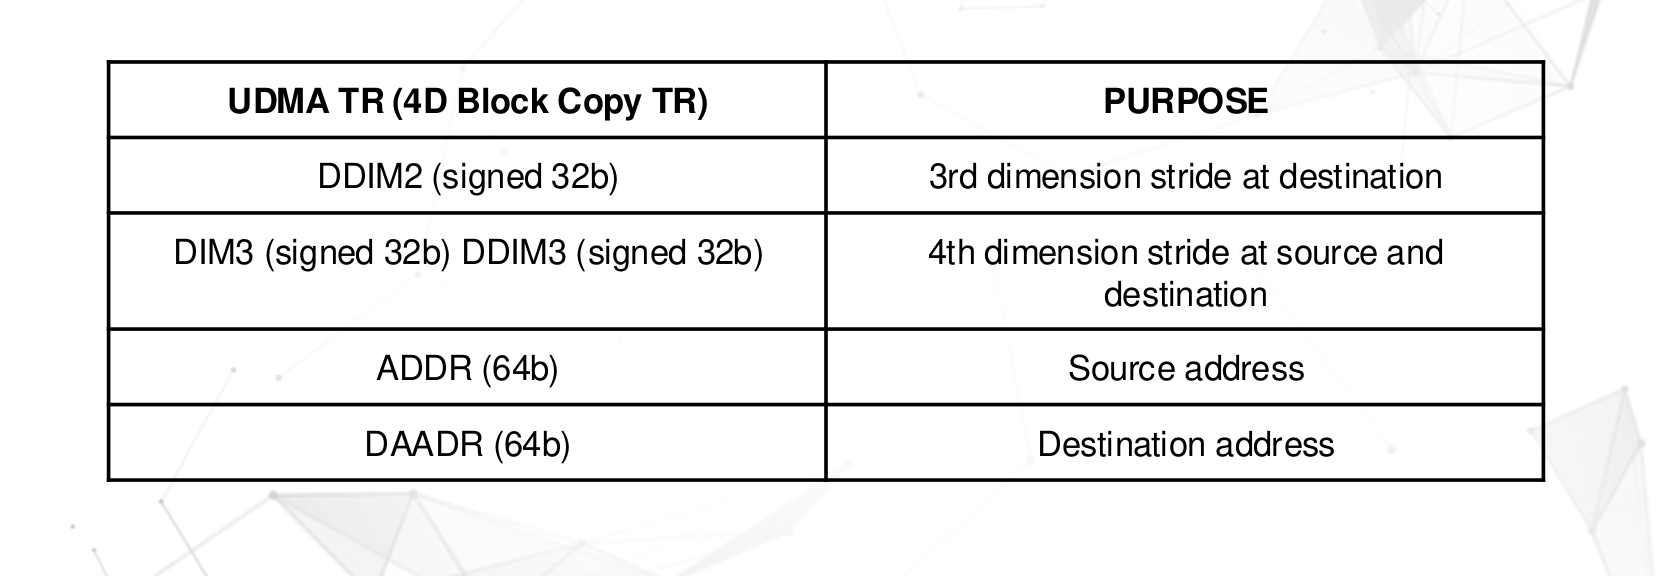 UDMA TR (4D Block Copy TR) PURPOSE
DDIM2 (signed 32b) 3rd dimension stride at destination
DIM3 (signed 32b) DDIM3 (signed 32b) 4th dimension stride at source and
destination
ADDR (64b) Source address
DAADR (64b) Destination address